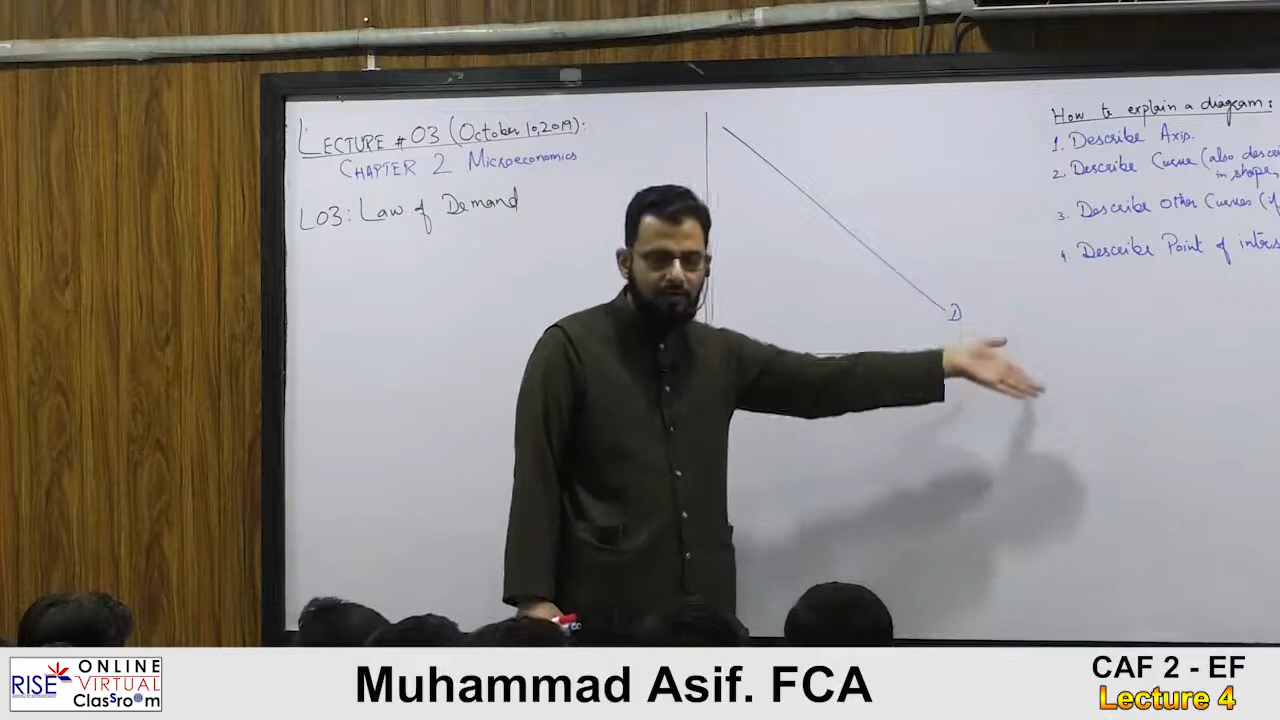 LECTURE # 03 (October 10, 2019):
CHAPTER 2 Microeconomics
LO3: Law of Demand
D
How to explain a diagram:
1. Describe Axis.
2. Describe Curve (also descri
in shape,
3. Describe Other Curves (if
4. Describe Point of inters
RISE
ONLINE
VIRTUAL
ClassroOm
Muhammad Asif. FCA
CAF 2 - EF
Lecture 4